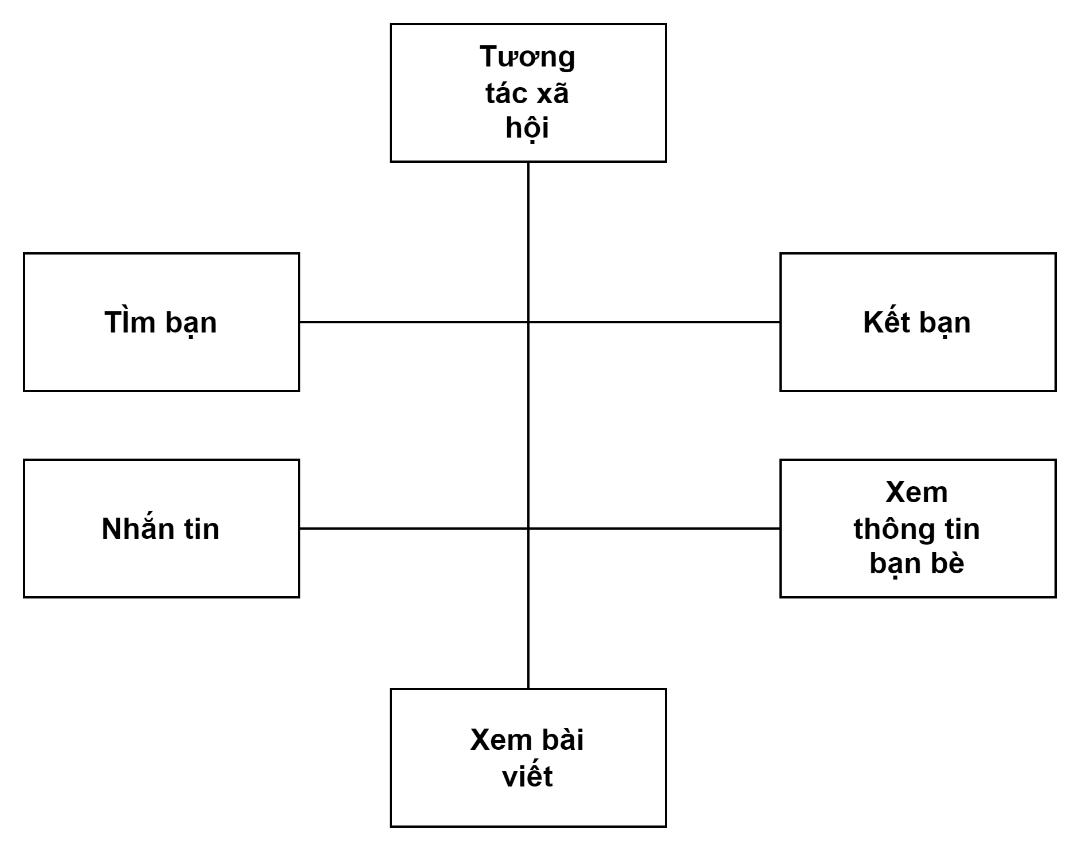 Tương
tác xã
hội
TÌm bạn
Kết bạn
Nhắn tin
Xem
thông tin
bạn bè
Xem bài
viết